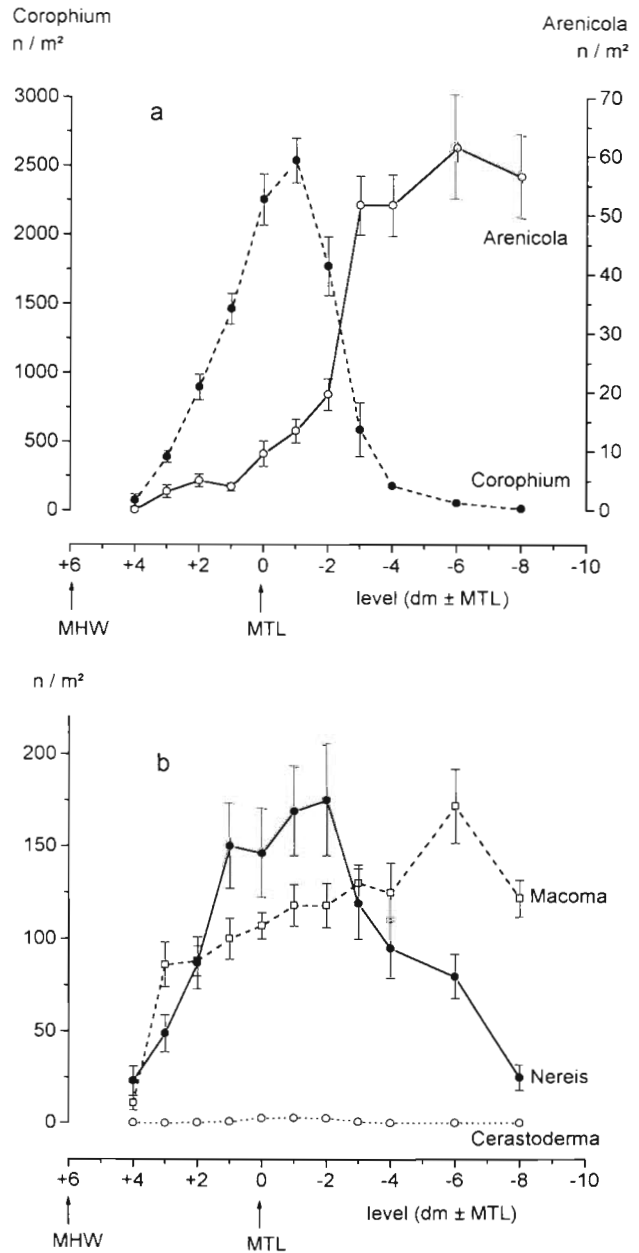 Corophium
n / m²
Arenicola
n / m²
a
3000
2500
2000
1500
1000
500
0
70
60
50
40
30
20
10
0
Arenicola
Corophium
+6 +4 +2 0 -2 -4 -6 -8 -10
level (dm ± MTL)
MHW MTL
n / m²
b
200
150
100
50
0
Macoma
Nereis
Cerastoderma
+6 +4 +2 0 -2 -4 -6 -8 -10
level (dm ± MTL)
MHW MTL